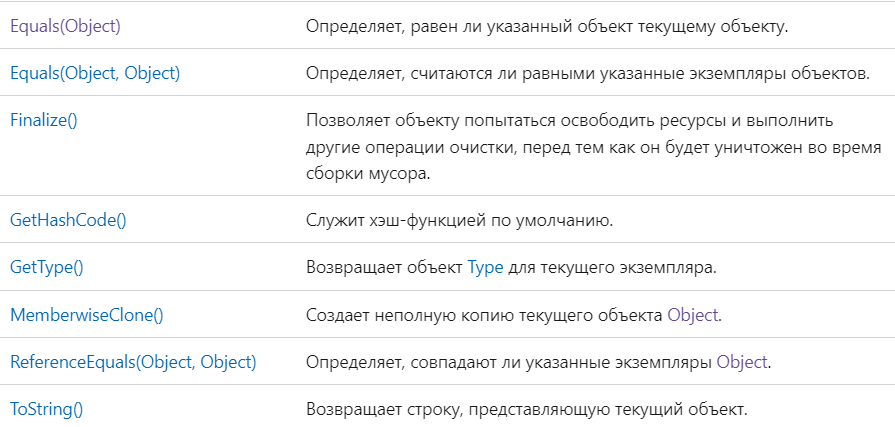 Equals(Object) Определяет, равен ли указанный объект текущему объекту.
Equals(Object, Object) Определяет, считаются ли равными указанные экземпляры объектов.
Finalize() Позволяет объекту попытаться освободить ресурсы и выполнить
другие операции очистки, перед тем как он будет уничтожен во время
сборки мусора.
GetHashCode() Служит хэш-функцией по умолчанию.
GetType() Возвращает объект Type для текущего экземпляра.
MemberwiseClone() Создает неполную копию текущего объекта Object.
ReferenceEquals(Object, Object) Определяет, совпадают ли указанные экземпляры Object.
ToString() Возвращает строку, представляющую текущий объект.